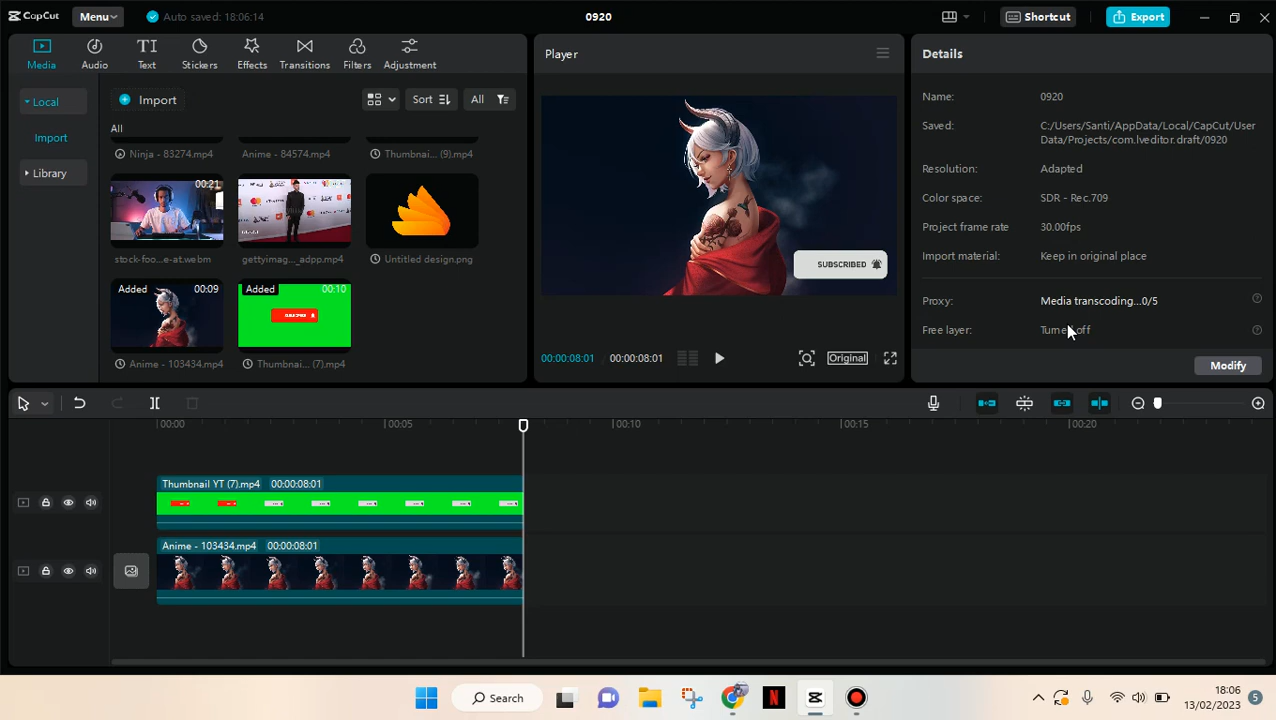 CapCut
Menu
Auto saved: 18:06:14
0920
Shortcut
Export
Media
Audio
Text
Stickers
Effects
Transitions
Filters
Adjustment
Player
Details
Local
Import
Library
Import
Sort
All
All
Ninja - 83274.mp4
Anime - 84574.mp4
Thumbnai... (9).mp4
00:21
stock-foo...e-at.webm
gettyimag..._adpp.mp4
Untitled design.png
Added
00:09
Added
00:10
Anime - 103434.mp4
Thumbnai... (7).mp4
SUBSCRIBED
00:00:08:01
00:00:08:01
Original
Name:
0920
Saved:
C:/Users/Santi/AppData/Local/CapCut/User
Data/Projects/com.lveditor.draft/0920
Resolution:
Adapted
Color space:
SDR - Rec.709
Project frame rate
30.00fps
Import material:
Keep in original place
Proxy:
Media transcoding...0/5
Free layer:
off
Modify
00:00
00:05
00:10
00:15
00:20
Thumbnail YT (7).mp4 00:00:08:01
Anime - 103434.mp4 00:00:08:01
Search
18:06
13/02/2023
5